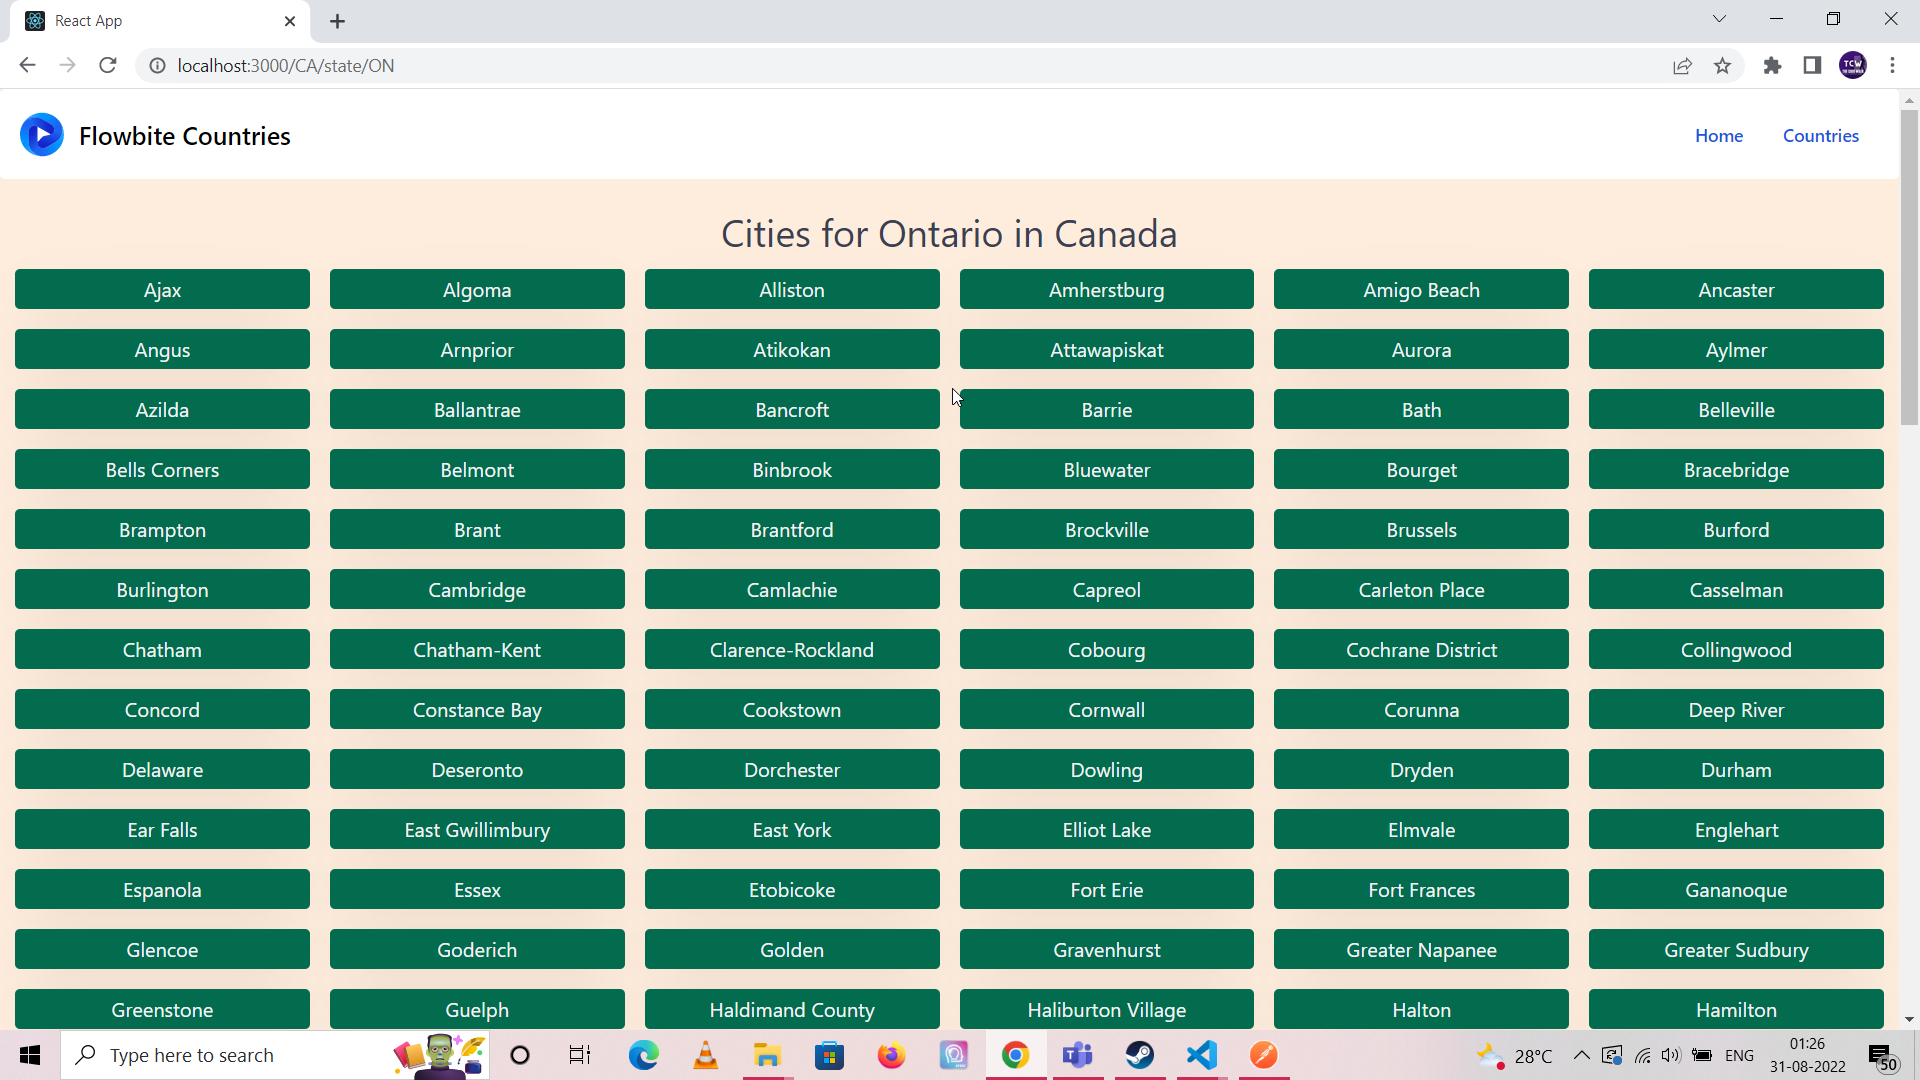 React App
localhost:3000/CA/state/ON
TCW
Flowbite Countries
Home Countries
Cities for Ontario in Canada
Ajax Algoma Alliston Amherstburg Amigo Beach Ancaster
Angus Arnprior Atikokan Attawapiskat Aurora Aylmer
Azilda Ballantrae Bancroft Barrie Bath Belleville
Bells Corners Belmont Binbrook Bluewater Bourget Bracebridge
Brampton Brant Brantford Brockville Brussels Burford
Burlington Cambridge Camlachie Capreol Carleton Place Casselman
Chatham Chatham-Kent Clarence-Rockland Cobourg Cochrane District Collingwood
Concord Constance Bay Cookstown Cornwall Corunna Deep River
Delaware Deseronto Dorchester Dowling Dryden Durham
Ear Falls East Gwillimbury East York Elliot Lake Elmvale Englehart
Espanola Essex Etobicoke Fort Erie Fort Frances Gananoque
Glencoe Goderich Golden Gravenhurst Greater Napanee Greater Sudbury
Greenstone Guelph Haldimand County Haliburton Village Halton Hamilton
Type here to search
28°C
ENG
01:26
31-08-2022
50